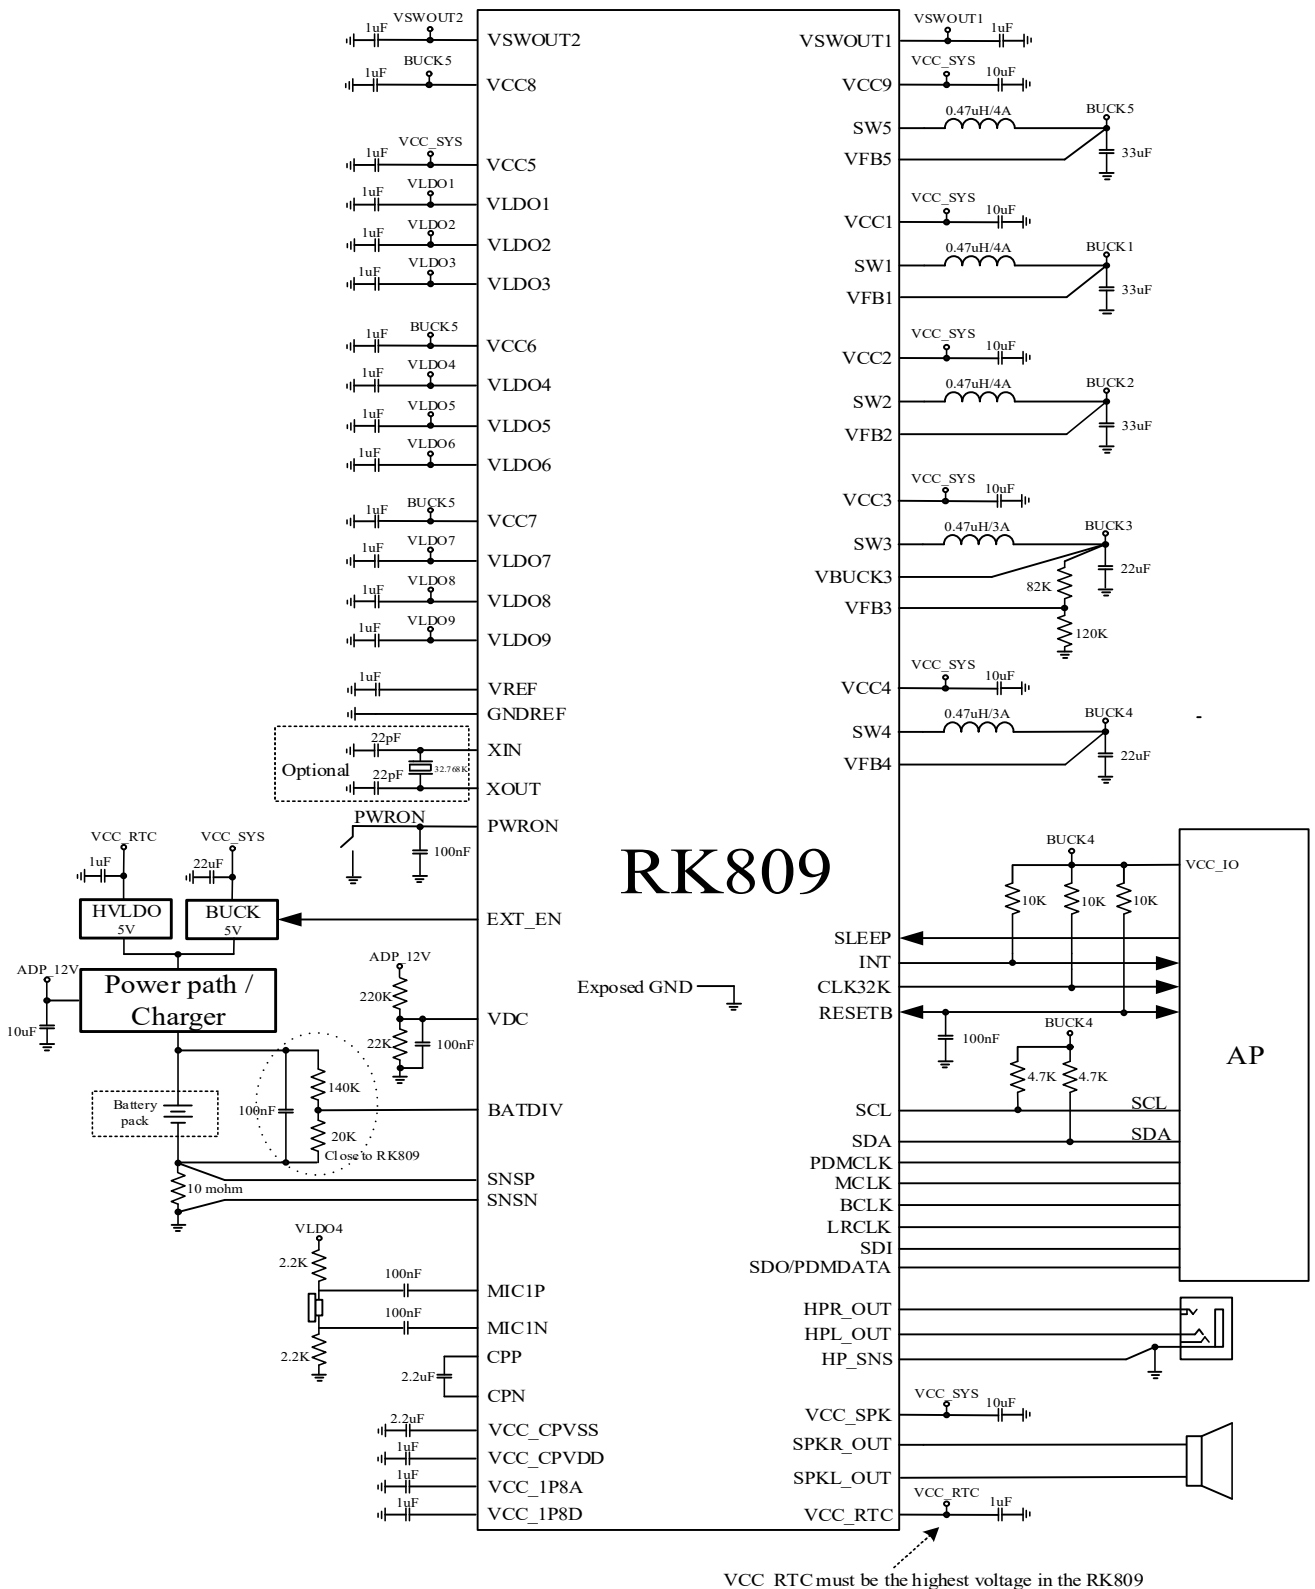 VSWOUT2
1uF
VSWOUT2
BUCK5
1uF
VCC8
VCC_SYS
1uF
VCC5
VLDO1
1uF
VLDO1
VLDO2
1uF
VLDO2
VLDO3
1uF
VLDO3
BUCK5
1uF
VCC6
VLDO4
1uF
VLDO4
VLDO5
1uF
VLDO5
VLDO6
1uF
VLDO6
BUCK5
1uF
VCC7
VLDO7
1uF
VLDO7
VLDO8
1uF
VLDO8
VLDO9
1uF
VLDO9
1uF
VREF
GNDREF
22pF
XIN
Optional
32.768K
22pF
XOUT
PWRON
PWRON
100nF
VCC_RTC
VCC_SYS
1uF
22uF
HVLDO
5V
BUCK
5V
EXT_EN
ADP_12V
Power path /
Charger
10uF
ADP_12V
220K
VDC
22K
100nF
140K
Battery
pack
100nF
BATDIV
20K
Close to RK809
SNSP
10 mohm
SNSN
VLDO4
2.2K
100nF
MIC1P
100nF
MIC1N
2.2K
CPP
2.2uF
CPN
2.2uF
VCC_CPVSS
1uF
VCC_CPVDD
1uF
VCC_1P8A
1uF
VCC_1P8D
RK809
Exposed GND
VSWOUT1
VSWOUT1
1uF
VCC_SYS
VCC9
10uF
0.47uH/4A
BUCK5
SW5
VFB5
33uF
VCC_SYS
VCC1
10uF
0.47uH/4A
BUCK1
SW1
VFB1
33uF
VCC_SYS
VCC2
10uF
0.47uH/4A
BUCK2
SW2
VFB2
33uF
VCC_SYS
VCC3
10uF
0.47uH/3A
BUCK3
SW3
VBUCK3
22uF
82K
VFB3
120K
VCC_SYS
VCC4
10uF
0.47uH/3A
BUCK4
SW4
VFB4
22uF
-
BUCK4
VCC_IO
10K
10K
10K
SLEEP
INT
CLK32K
RESETB
BUCK4
100nF
AP
4.7K
4.7K
SCL
SCL
SDA
SDA
PDMCLK
MCLK
BCLK
LRCLK
SDI
SDO/PDMDATA
HPR_OUT
HPL_OUT
HP_SNS
VCC_SYS
VCC_SPK
10uF
SPKR_OUT
SPKL_OUT
VCC_RTC
VCC_RTC
1uF
VCC_RTC must be the highest voltage in the RK809